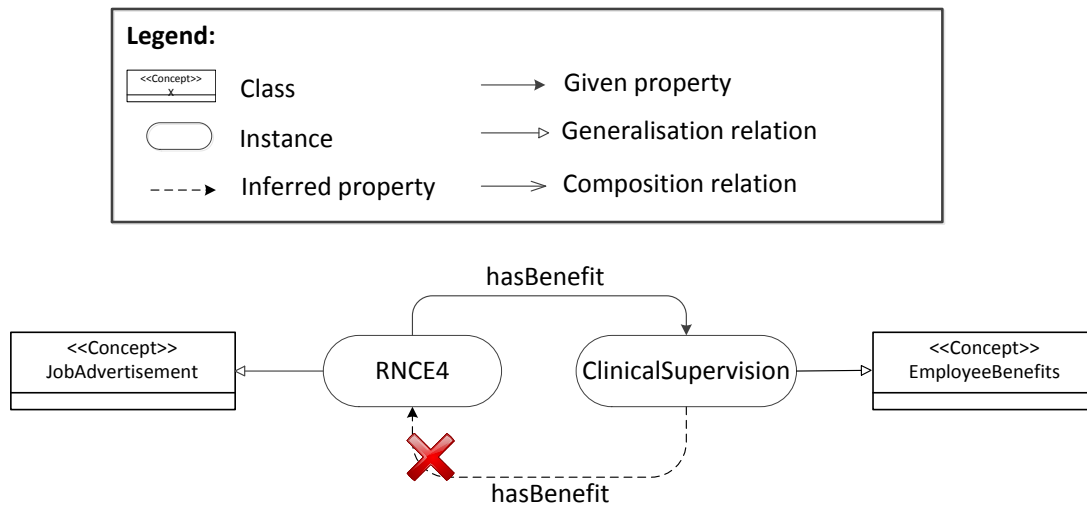 Legend:
<<Concept>>
X
Class
Given property
Instance
Generalisation relation
Inferred property
Composition relation
hasBenefit
<<Concept>>
JobAdvertisement
RNCE4
ClinicalSupervision
<<Concept>>
EmployeeBenefits
hasBenefit